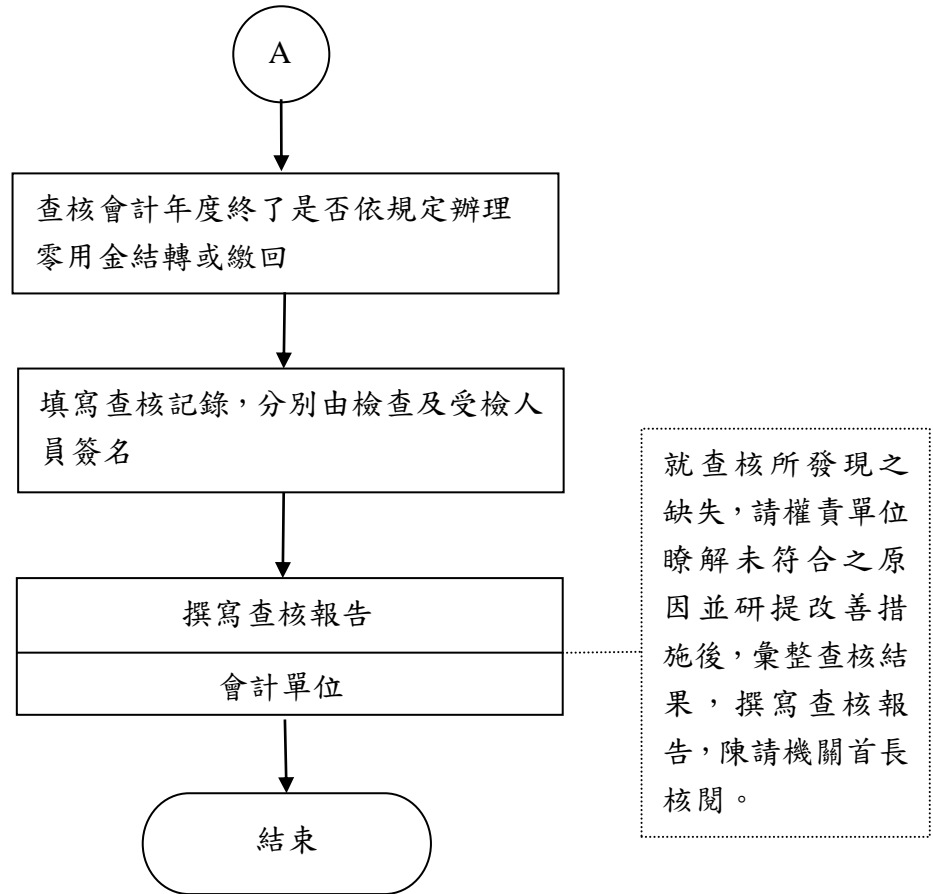 A
查核會計年度終了是否依規定辦理
零用金結轉或繳回
填寫查核記錄，分別由檢查及受檢人
員簽名
撰寫查核報告
會計單位
就查核所發現之
缺失，請權責單位
瞭解未符合之原
因並研提改善措
施後，彙整查核結
果，撰寫查核報
告，陳請機關首長
核閱。
結束